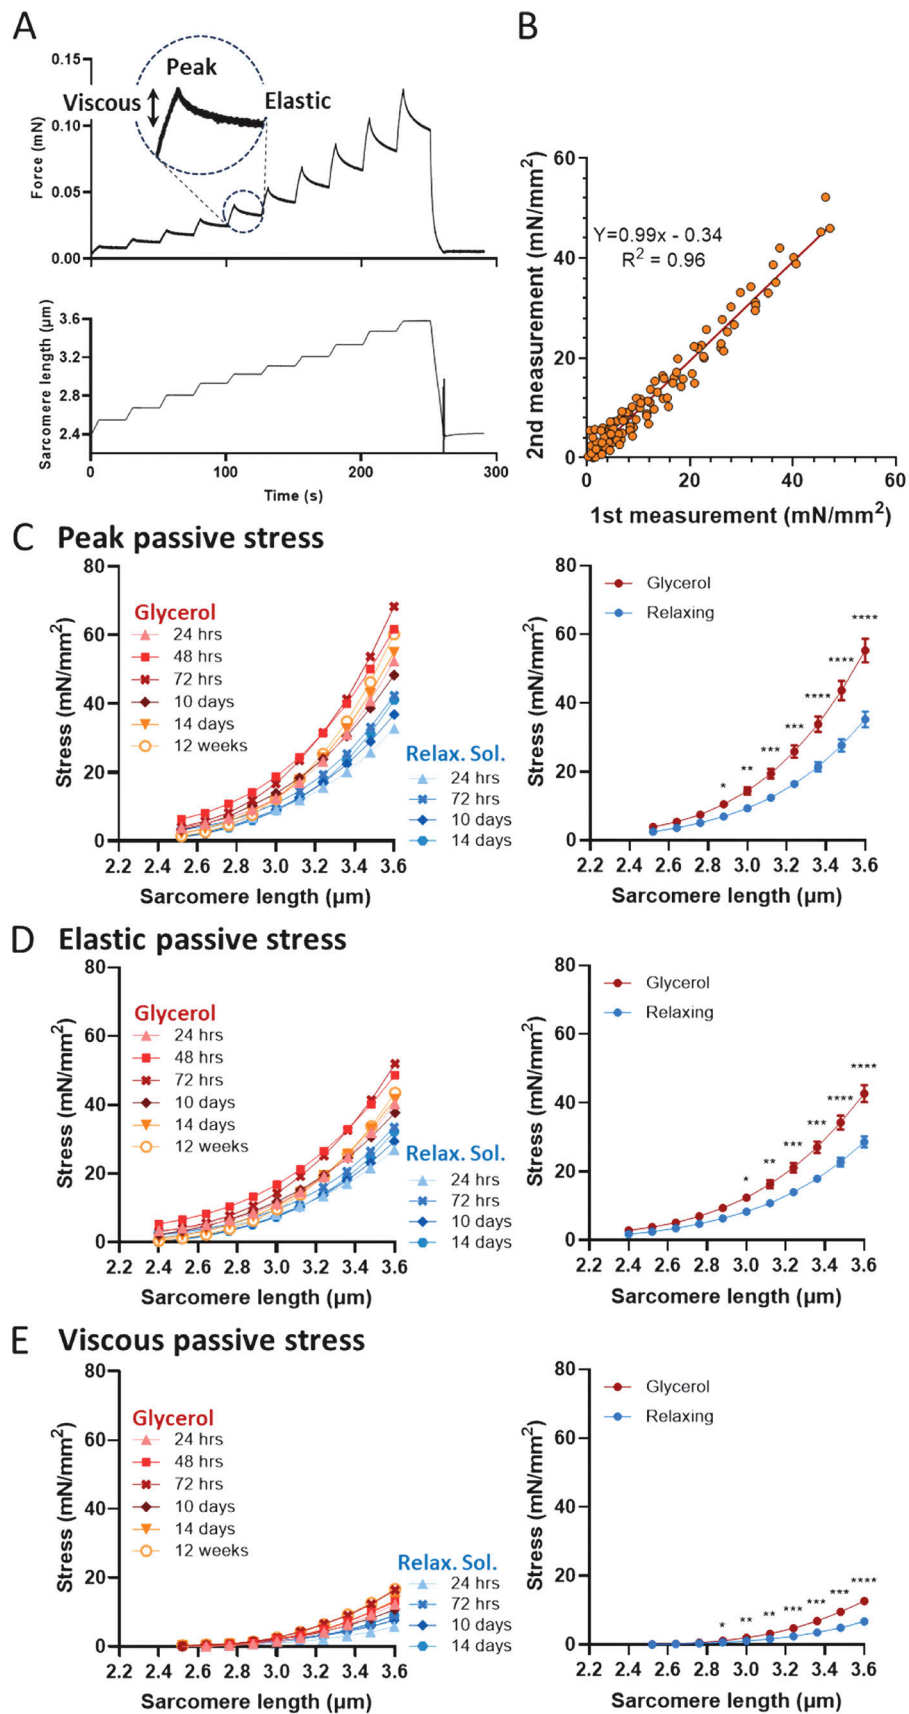 A
0.15
0.10
0.05
0.00
Force (mN)
Peak
Viscous
Elastic
3.6
3.2
2.8
2.4
Sarcomere length (µm)
0 100 200 300
Time (s)
B
60
40
20
0
2nd measurement (mN/mm²)
Y=0.99x - 0.34
R² = 0.96
0 20 40 60
1st measurement (mN/mm²)
C Peak passive stress
80
60
40
20
0
Stress (mN/mm²)
Glycerol
24 hrs
48 hrs
72 hrs
10 days
14 days
12 weeks
Relax. Sol.
24 hrs
72 hrs
10 days
14 days
2.2 2.4 2.6 2.8 3.0 3.2 3.4 3.6
Sarcomere length (µm)
80
60
40
20
0
Stress (mN/mm²)
Glycerol
Relaxing
* ** *** *** **** **** ****
2.2 2.4 2.6 2.8 3.0 3.2 3.4 3.6
Sarcomere length (µm)
D Elastic passive stress
80
60
40
20
0
Stress (mN/mm²)
Glycerol
24 hrs
48 hrs
72 hrs
10 days
14 days
12 weeks
Relax. Sol.
24 hrs
72 hrs
10 days
14 days
2.2 2.4 2.6 2.8 3.0 3.2 3.4 3.6
Sarcomere length (µm)
80
60
40
20
0
Stress (mN/mm²)
Glycerol
Relaxing
* ** *** *** **** ****
2.2 2.4 2.6 2.8 3.0 3.2 3.4 3.6
Sarcomere length (µm)
E Viscous passive stress
80
60
40
20
0
Stress (mN/mm²)
Glycerol
24 hrs
48 hrs
72 hrs
10 days
14 days
12 weeks
Relax. Sol.
24 hrs
72 hrs
10 days
14 days
2.2 2.4 2.6 2.8 3.0 3.2 3.4 3.6
Sarcomere length (µm)
80
60
40
20
0
Stress (mN/mm²)
Glycerol
Relaxing
* ** ** *** *** *** ****
2.2 2.4 2.6 2.8 3.0 3.2 3.4 3.6
Sarcomere length (µm)